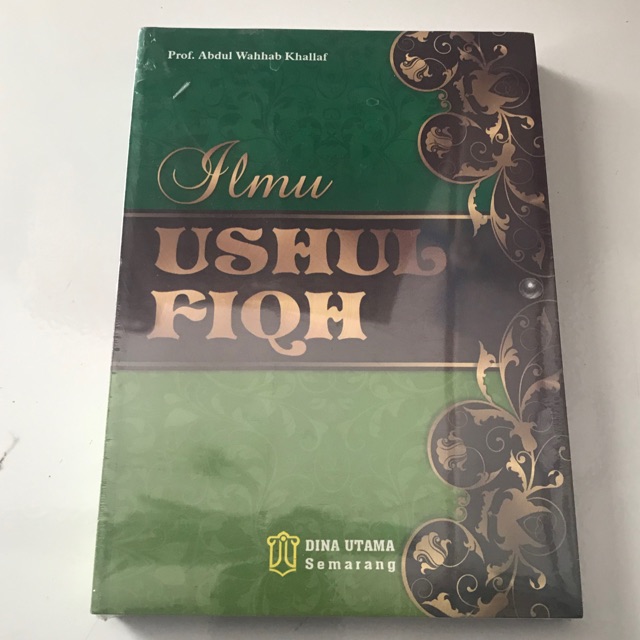 Prof. Abdul Wahhab Khallaf
Ilmu
USHUL
FIQH
DINA UTAMA
Semarang